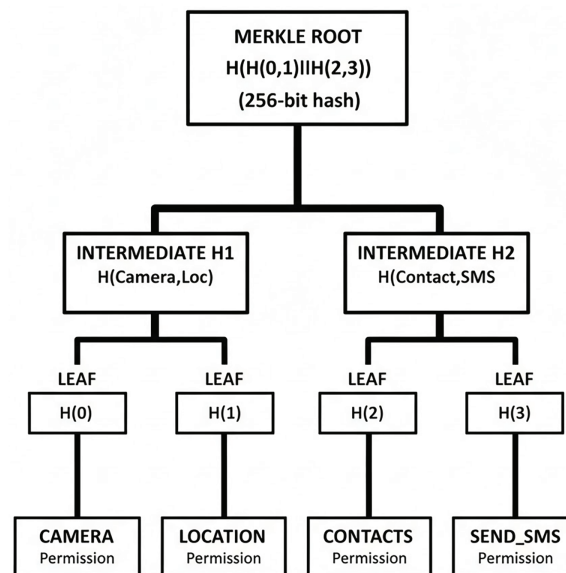 MERKLE ROOT
H(H(0,1)IIH(2,3))
(256-bit hash)
INTERMEDIATE H1
H(Camera,Loc)
INTERMEDIATE H2
H(Contact,SMS
LEAF
LEAF
LEAF
LEAF
H(0)
H(1)
H(2)
H(3)
CAMERA
Permission
LOCATION
Permission
CONTACTS
Permission
SEND_SMS
Permission